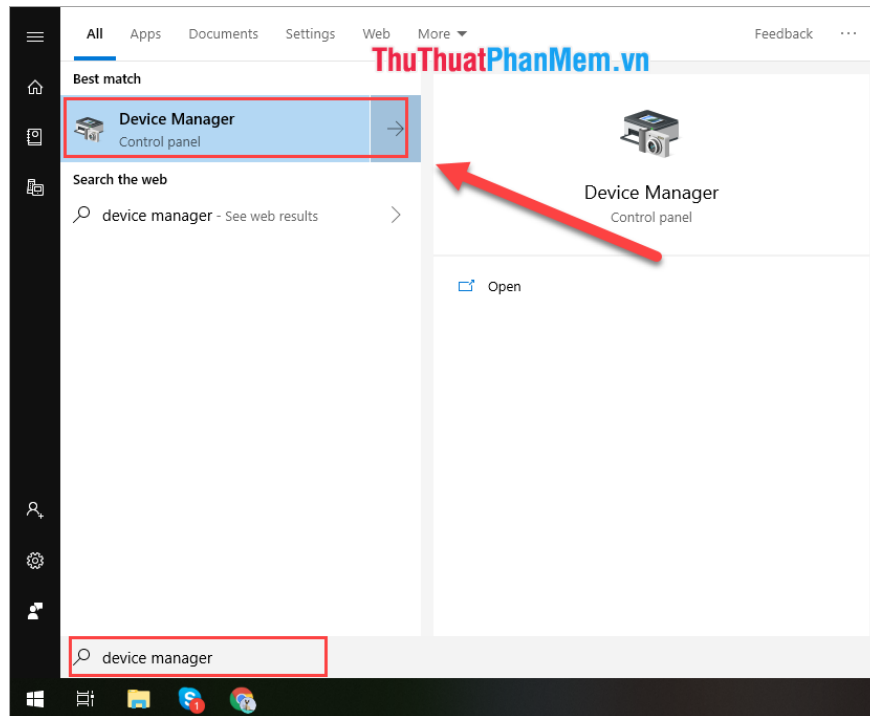 All Apps Documents Settings Web More Feedback ...
ThuThuatPhanMem.vn
Best match
Device Manager
Control panel
Search the web
device manager - See web results
Device Manager
Control panel
Open
device manager
1